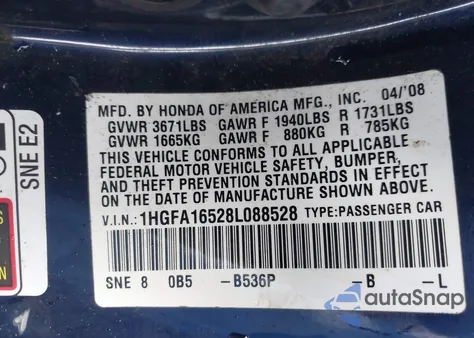 MFD. BY HONDA OF AMERICA MFG., INC. 04/'08
GVWR 3671LBS GAWR F 1940LBS R 1731LBS
GVWR 1665KG GAWR F 880KG R 785KG
THIS VEHICLE CONFORMS TO ALL APPLICABLE
FEDERAL MOTOR VEHICLE SAFETY, BUMPER,
AND THEFT PREVENTION STANDARDS IN EFFECT
ON THE DATE OF MANUFACTURE SHOWN ABOVE.
V.I.N.: 1HGFA16528L088528 TYPE:PASSENGER CAR
SNE 8 0B5 -B536P -B -L
SNE E2
autoSnap